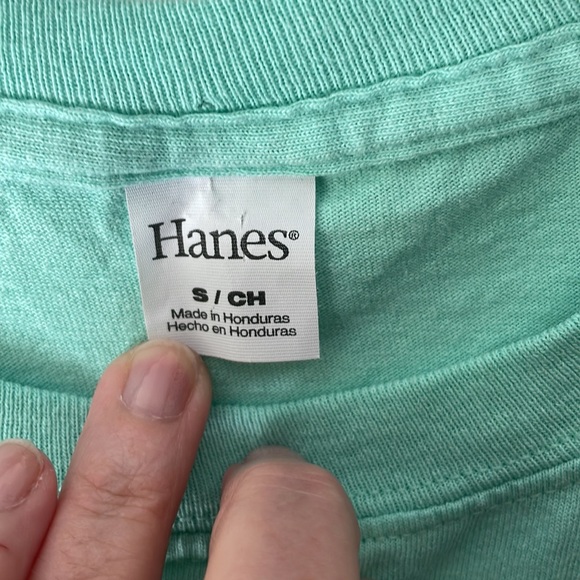 Hanes®
S / CH
Made in Honduras
Hecho en Honduras